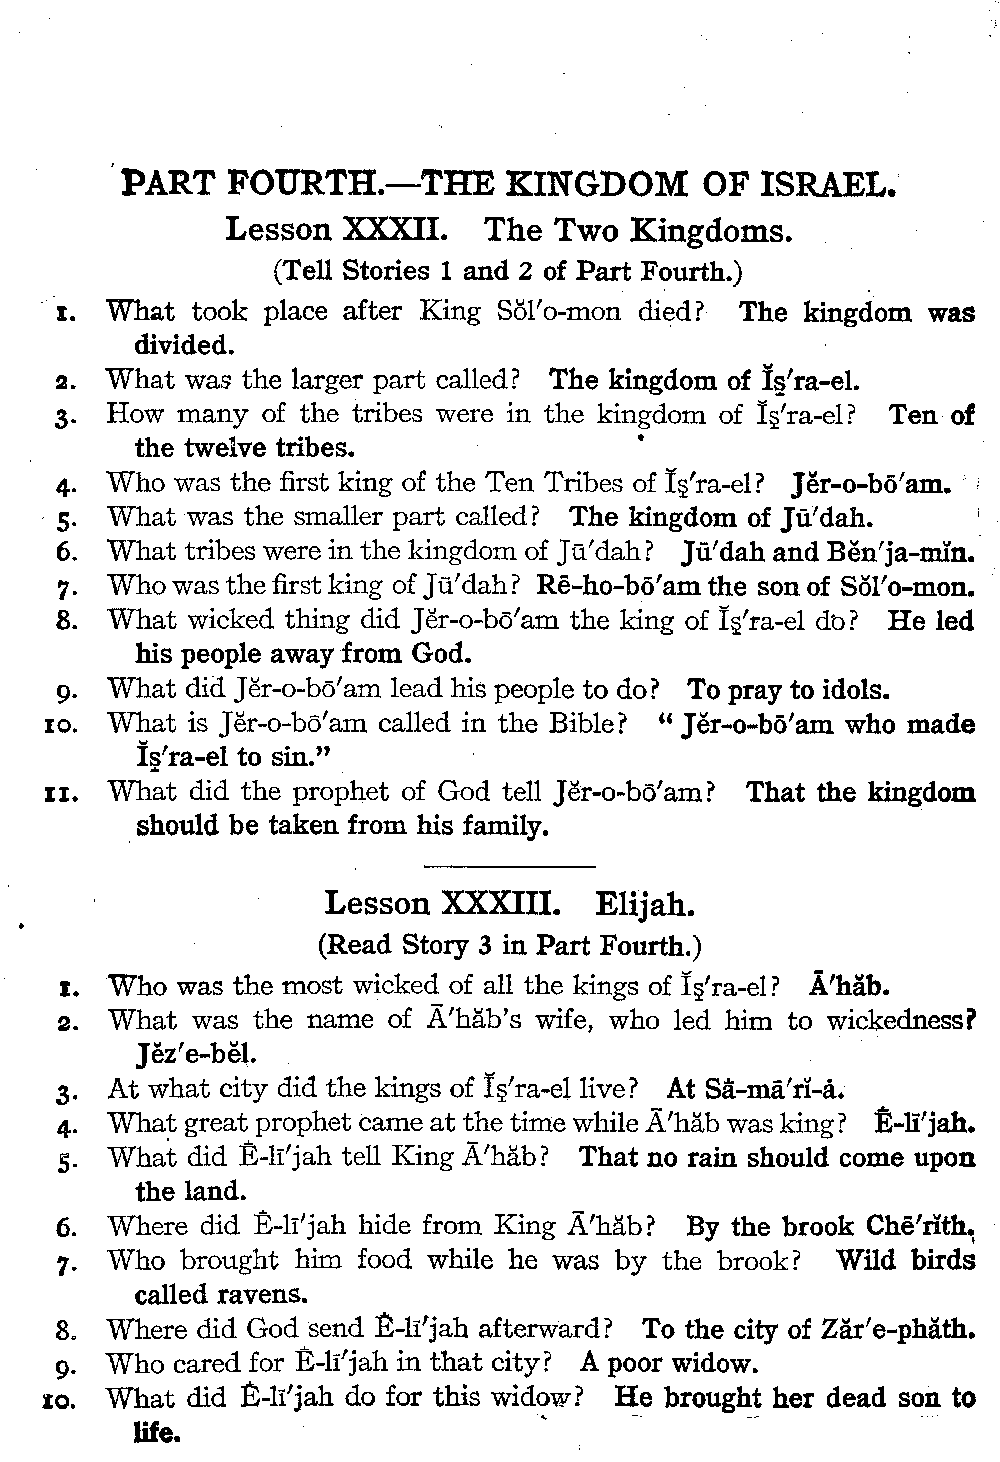 PART FOURTH.—THE KINGDOM OF ISRAEL.
Lesson XXXII. The Two Kingdoms.
(Tell Stories 1 and 2 of Part Fourth.)
1. What took place after King Sŏl′o-mon died? The kingdom was
divided.
2. What was the larger part called? The kingdom of Ĭs̱′ra-el.
3. How many of the tribes were in the kingdom of Ĭs̱′ra-el? Ten of
the twelve tribes.
4. Who was the first king of the Ten Tribes of Ĭs̱′ra-el? Jĕr-o-bō′am.
5. What was the smaller part called? The kingdom of Jū′dah.
6. What tribes were in the kingdom of Jū′dah? Jū′dah and Bĕn′ja-mĭn.
7. Who was the first king of Jū′dah? Rē-ho-bō′am the son of Sŏl′o-mon.
8. What wicked thing did Jĕr-o-bō′am the king of Ĭs̱′ra-el do? He led
his people away from God.
9. What did Jĕr-o-bō′am lead his people to do? To pray to idols.
10. What is Jĕr-o-bō′am called in the Bible? “ Jĕr-o-bō′am who made
Ĭs̱′ra-el to sin.”
11. What did the prophet of God tell Jĕr-o-bō′am? That the kingdom
should be taken from his family.
Lesson XXXIII. Elijah.
(Read Story 3 in Part Fourth.)
1. Who was the most wicked of all the kings of Ĭs̱′ra-el? Ā′hăb.
2. What was the name of Ā′hăb’s wife, who led him to wickedness?
Jĕz′e-bĕl.
3. At what city did the kings of Ĭs̱′ra-el live? At Sȧ-mā′rĭ-ȧ.
4. What great prophet came at the time while Ā′hăb was king? Ê-lī′jah.
5. What did Ê-lī′jah tell King Ā′hăb? That no rain should come upon
the land.
6. Where did Ê-lī′jah hide from King Ā′hăb? By the brook Chē′rĭth.
7. Who brought him food while he was by the brook? Wild birds
called ravens.
8. Where did God send Ê-lī′jah afterward? To the city of Zăr′e-phăth.
9. Who cared for Ê-lī′jah in that city? A poor widow.
10. What did Ê-lī′jah do for this widow? He brought her dead son to
life.